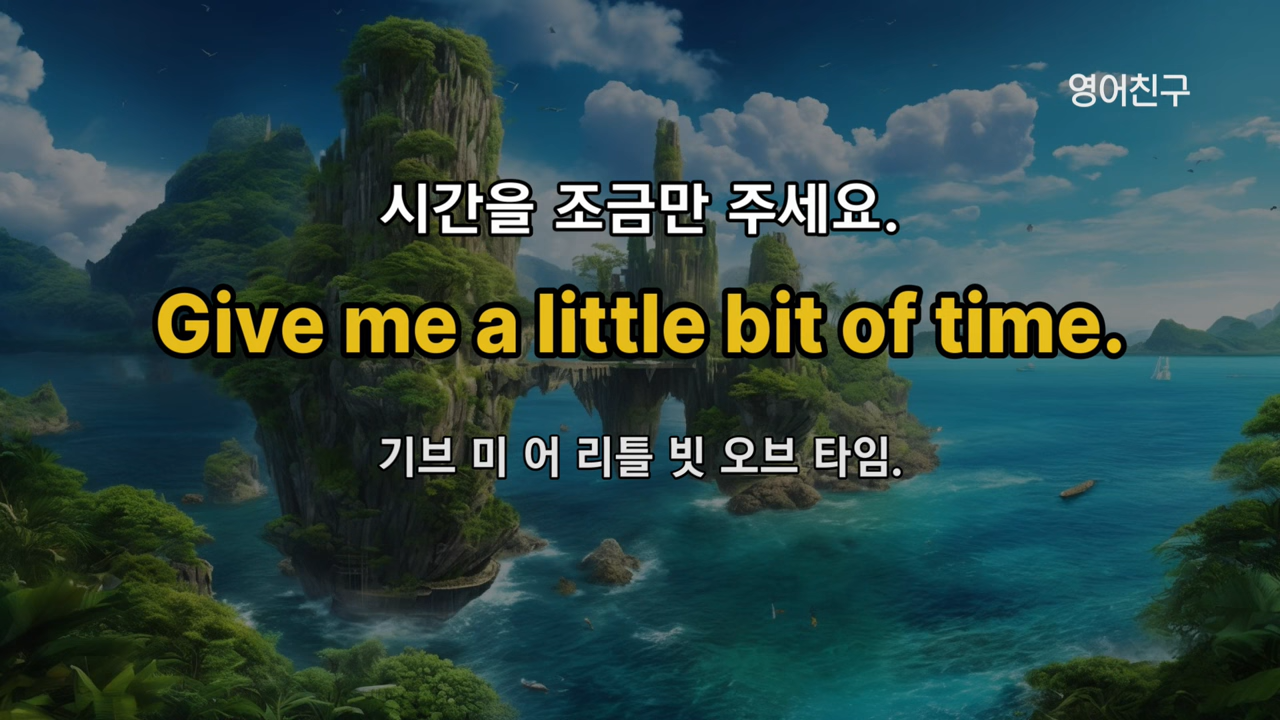 영어친구
시간을 조금만 주세요.
Give me a little bit of time.
기브 미 어 리틀 빗 오브 타임.